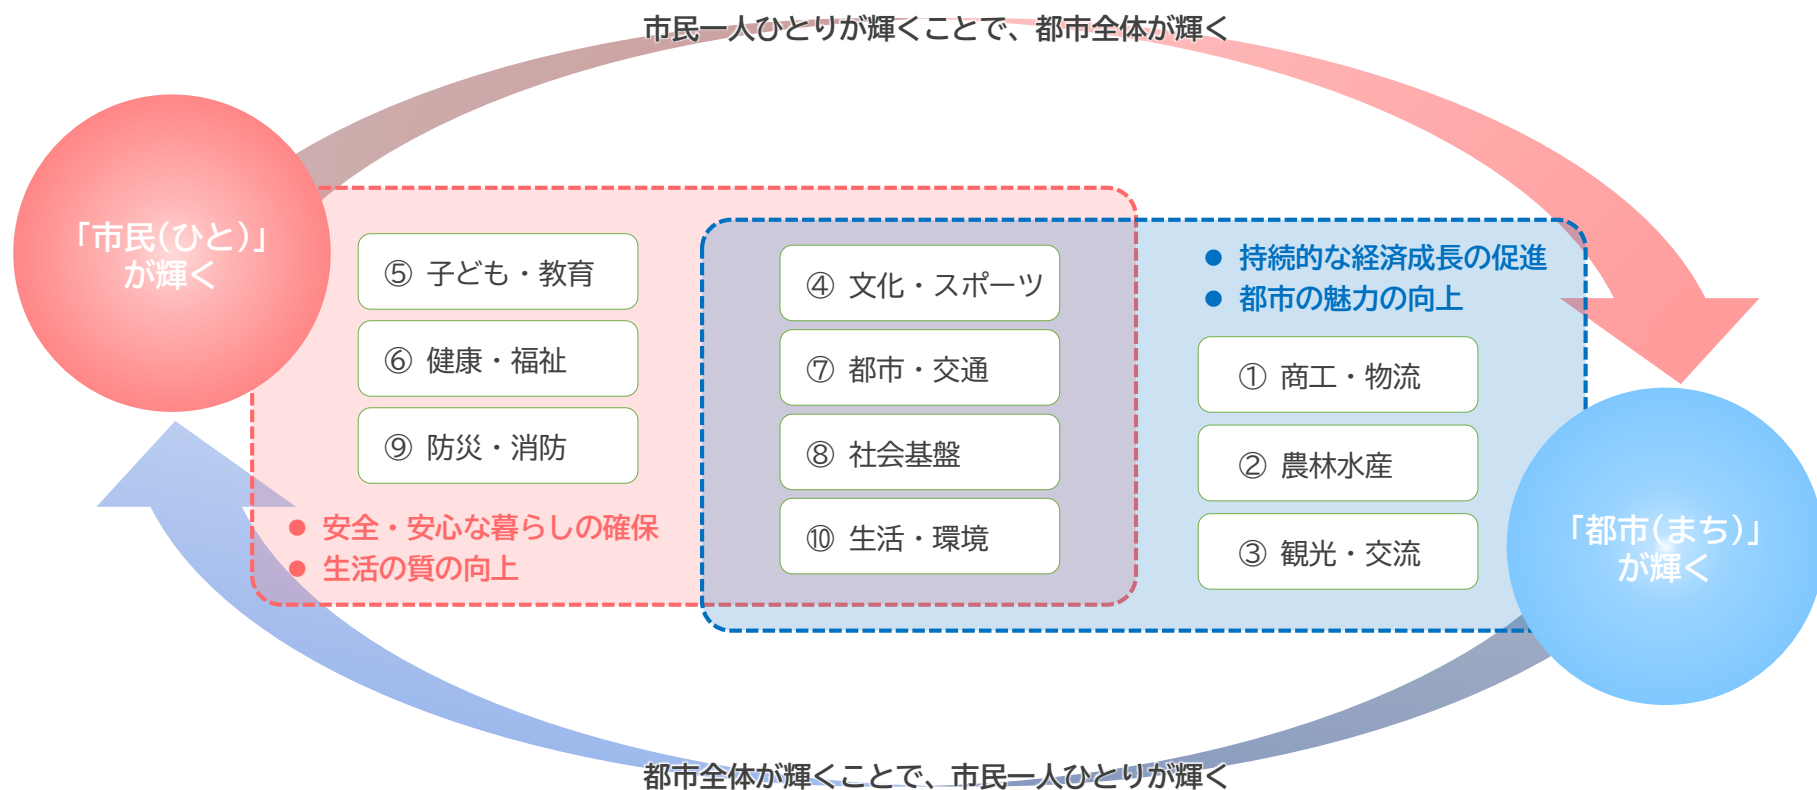 市民一人ひとりが輝くことで、都市全体が輝く
「市民(ひと)」
が輝く
⑤ 子ども・教育
⑥ 健康・福祉
⑨ 防災・消防
● 安全・安心な暮らしの確保
● 生活の質の向上
④ 文化・スポーツ
⑦ 都市・交通
⑧ 社会基盤
⑩ 生活・環境
● 持続的な経済成長の促進
● 都市の魅力の向上
① 商工・物流
② 農林水産
③ 観光・交流
「都市(まち)」
が輝く
都市全体が輝くことで、市民一人ひとりが輝く